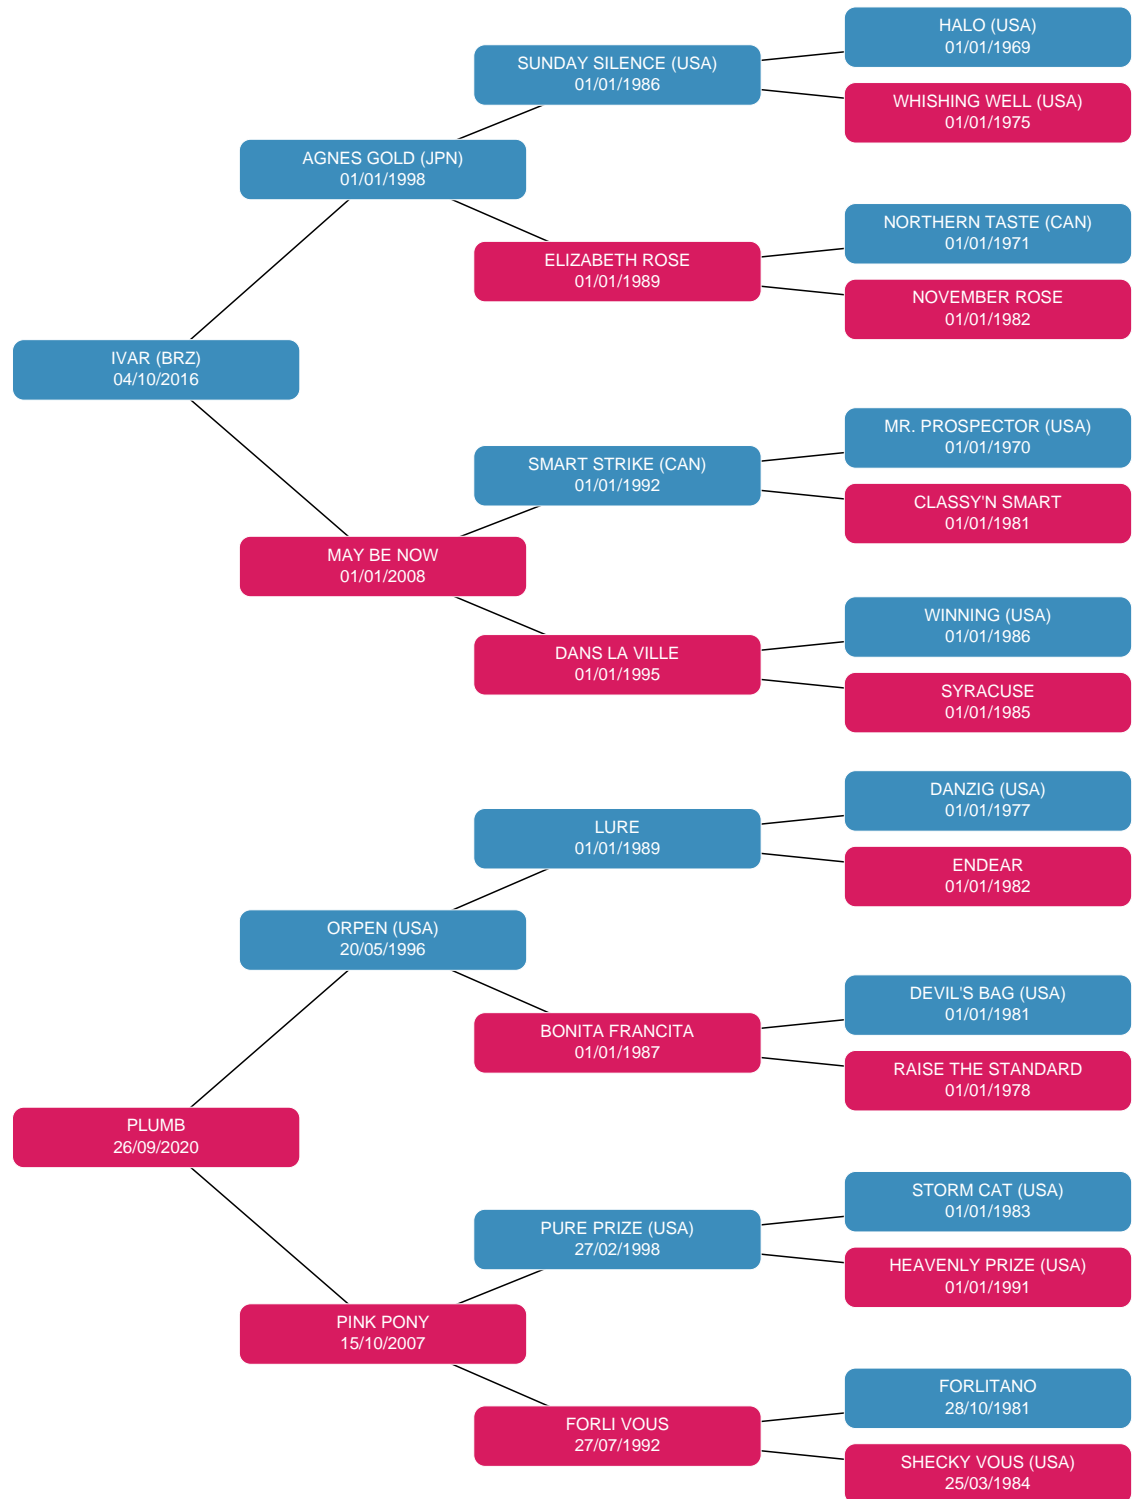 HALO (USA)
01/01/1969
SUNDAY SILENCE (USA)
01/01/1986
WHISHING WELL (USA)
01/01/1975
AGNES GOLD (JPN)
01/01/1998
NORTHERN TASTE (CAN)
01/01/1971
ELIZABETH ROSE
01/01/1989
NOVEMBER ROSE
01/01/1982
IVAR (BRZ)
04/10/2016
MR. PROSPECTOR (USA)
01/01/1970
SMART STRIKE (CAN)
01/01/1992
CLASSY'N SMART
01/01/1981
MAY BE NOW
01/01/2008
WINNING (USA)
01/01/1986
DANS LA VILLE
01/01/1995
SYRACUSE
01/01/1985
DANZIG (USA)
01/01/1977
LURE
01/01/1989
ENDEAR
01/01/1982
ORPEN (USA)
20/05/1996
DEVIL'S BAG (USA)
01/01/1981
BONITA FRANCITA
01/01/1987
RAISE THE STANDARD
01/01/1978
PLUMB
26/09/2020
STORM CAT (USA)
01/01/1983
PURE PRIZE (USA)
27/02/1998
HEAVENLY PRIZE (USA)
01/01/1991
PINK PONY
15/10/2007
FORLITANO
28/10/1981
FORLI VOUS
27/07/1992
SHECKY VOUS (USA)
25/03/1984